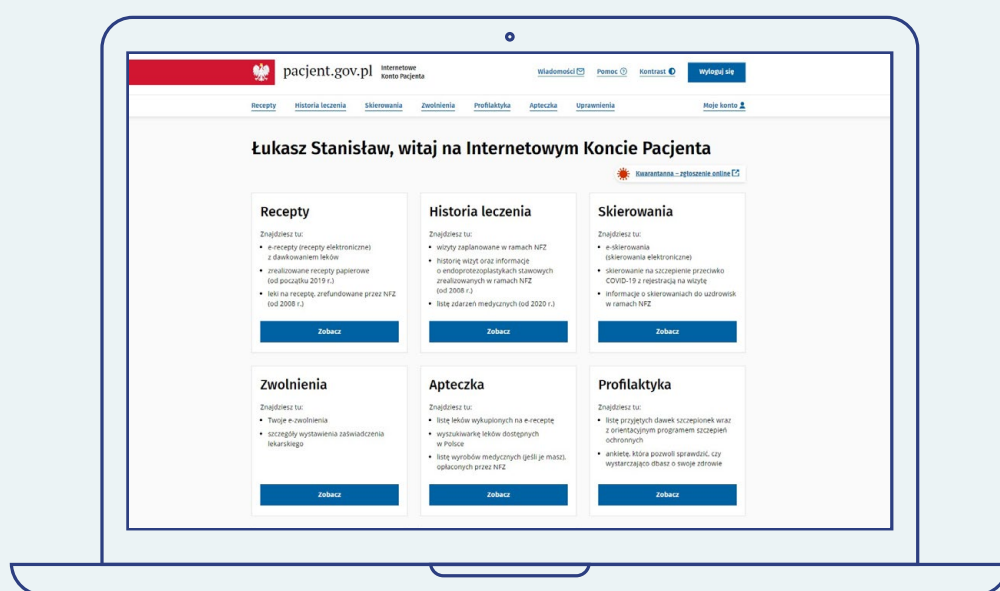 pacjent.gov.pl
Internetowe
Konto Pacjenta
Wiadomości
Pomoc
Kontrast
Wyloguj się
Recepty
Historia leczenia
Skierowania
Zwolnienia
Profilaktyka
Apteczka
Uprawnienia
Moje konto
Łukasz Stanisław, witaj na Internetowym Koncie Pacjenta
Kwarantanna – zgłoszenie online
Recepty
Znajdziesz tu:
• e-recepty (recepty elektroniczne)
z dawkowaniem leków
• zrealizowane recepty papierowe
(od początku 2019 r.)
• leki na receptę, zrefundowane przez NFZ
(od 2008 r.)
Zobacz
Historia leczenia
Znajdziesz tu:
• wizyty zaplanowane w ramach NFZ
• historię wizyt oraz informacje
o endoprotezoplastykach stawowych
zrealizowanych w ramach NFZ
(od 2008 r.)
• listę zdarzeń medycznych (od 2020 r.)
Zobacz
Skierowania
Znajdziesz tu:
• e-skierowania
(skierowania elektroniczne)
• skierowanie na szczepienie przeciwko
COVID-19 z rejestracją na wizytę
• informacje o skierowaniach do uzdrowisk
w ramach NFZ
Zobacz
Zwolnienia
Znajdziesz tu:
• Twoje e-zwolnienia
• szczegóły wystawienia zaświadczenia
lekarskiego
Zobacz
Apteczka
Znajdziesz tu:
• listę leków wykupionych na e-receptę
• wyszukiwarkę leków dostępnych
w Polsce
• listę wyrobów medycznych (jeśli je masz),
opłaconych przez NFZ
Zobacz
Profilaktyka
Znajdziesz tu:
• listę przyjętych dawek szczepionek wraz
z orientacyjnym programem szczepień
ochronnych
• ankietę, która pozwoli sprawdzić, czy
wystarczająco dbasz o swoje zdrowie
Zobacz